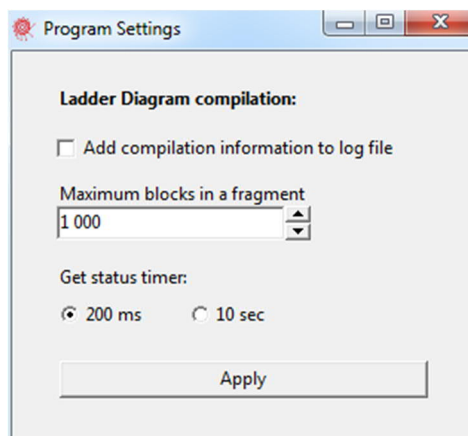 Program Settings
Ladder Diagram compilation:
Add compilation information to log file
Maximum blocks in a fragment
1 000
Get status timer:
200 ms 10 sec
Apply